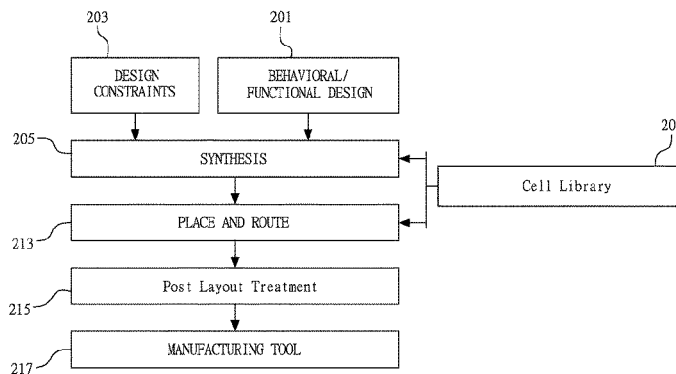 203
201
DESIGN
CONSTRAINTS
BEHAVIORAL/
FUNCTIONAL DESIGN
205
SYNTHESIS
20
Cell Library
213
PLACE AND ROUTE
215
Post Layout Treatment
217
MANUFACTURING TOOL